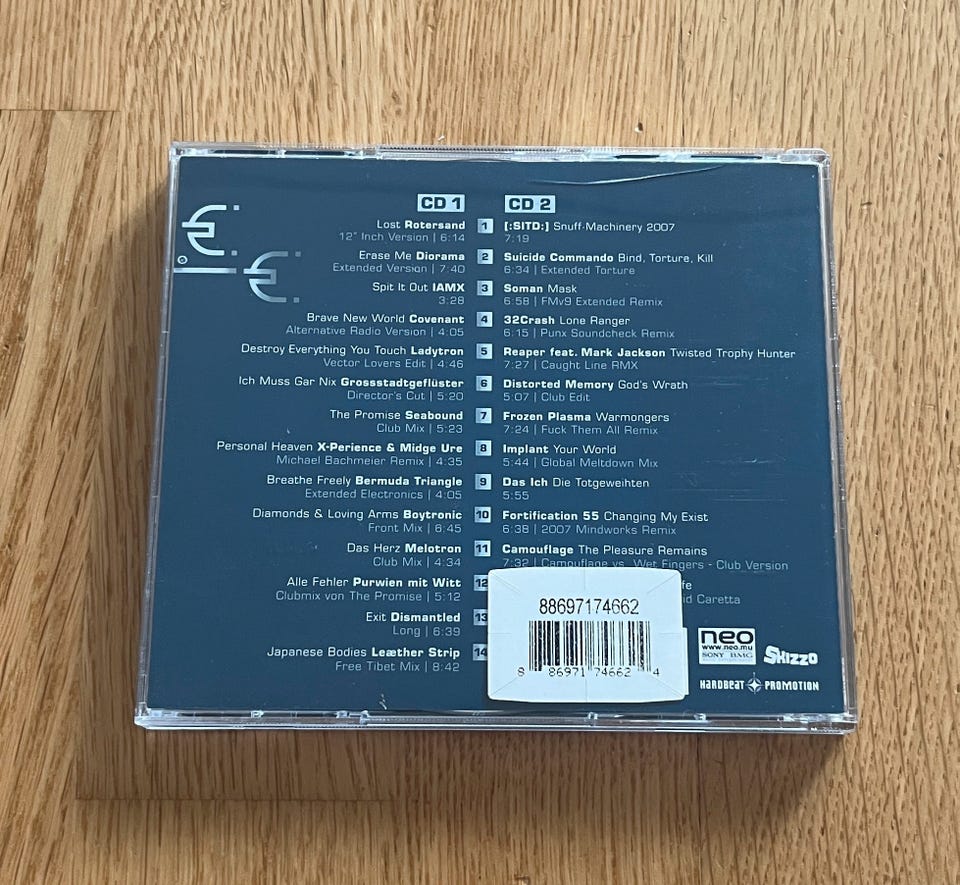 CD 1
Lost Rotersand
12" Inch Version | 6:14
Erase Me Diorama
Extended Version | 7:40
Spit It Out IAMX
3:28
Brave New World Covenant
Alternative Radio Version | 4:05
Destroy Everything You Touch Ladytron
Vector Lovers Edit | 4:46
Ich Muss Gar Nix Grossstadtgeflüster
Director's Cut | 5:20
The Promise Seabound
Club Mix | 5:23
Personal Heaven X-Perience & Midge Ure
Michael Bachmeier Remix | 4:35
Breathe Freely Bermuda Triangle
Extended Electronics | 4:05
Diamonds & Loving Arms Boytronic
Front Mix | 6:45
Das Herz Melotron
Club Mix | 4:34
Alle Fehler Purwien mit Witt
Clubmix von The Promise | 5:12
Exit Dismantled
Long | 6:39
Japanese Bodies Leæther Strip
Free Tibet Mix | 8:42
1
2
3
4
5
6
7
8
9
10
11
12
13
14
CD 2
[:SITD:] Snuff-Machinery 2007
7:19
Suicide Commando Bind, Torture, Kill
6:34 | Extended Torture
Soman Mask
6:58 | FMv9 Extended Remix
32Crash Lone Ranger
6:15 | Punx Soundcheck Remix
Reaper feat. Mark Jackson Twisted Trophy Hunter
7:27 | Caught Line RMX
Distorted Memory God's Wrath
5:07 | Club Edit
Frozen Plasma Warmongers
7:24 | Fuck Them All Remix
Implant Your World
5:44 | Global Meltdown Mix
Das Ich Die Totgeweihten
5:55
Fortification 55 Changing My Exist
6:38 | 2007 Mindworks Remix
Camouflage The Pleasure Remains
7:32 | Camouflage vs. Wet Fingers - Club Version
Caretta
88697174662
8 86971 74662 4
neo
www.neo.mu
SONY BMG
Skizzo
HARDBEAT PROMOTION